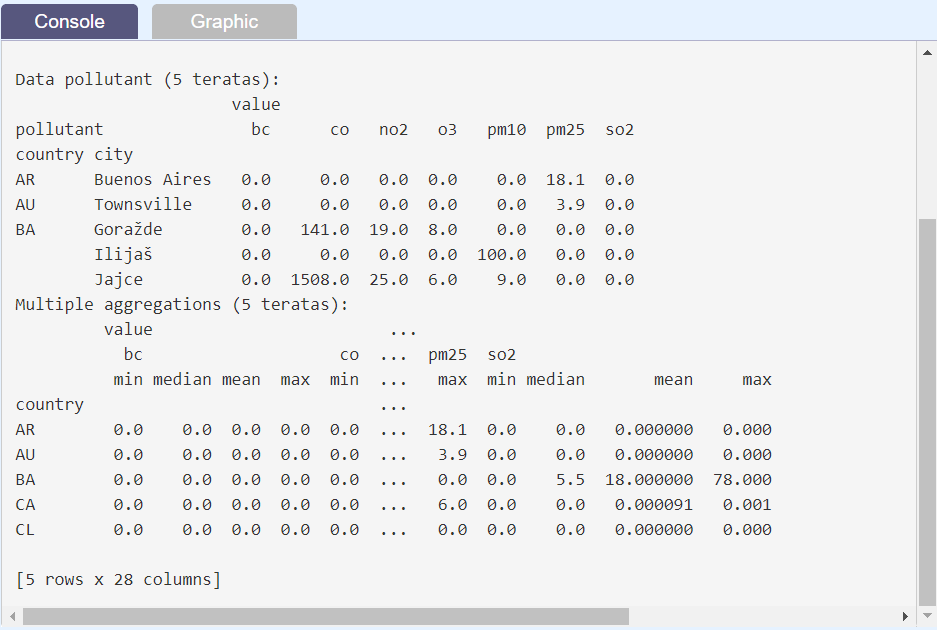 Console Graphic
Data pollutant (5 teratas):
value
pollutant bc co no2 o3 pm10 pm25 so2
country city
AR Buenos Aires 0.0 0.0 0.0 0.0 0.0 18.1 0.0
AU Townsville 0.0 0.0 0.0 0.0 0.0 3.9 0.0
BA Goražde 0.0 141.0 19.0 8.0 0.0 0.0 0.0
Ilijaš 0.0 0.0 0.0 0.0 100.0 0.0 0.0
Jajce 0.0 1508.0 25.0 6.0 9.0 0.0 0.0
Multiple aggregations (5 teratas):
value ...
bc co ... pm25 so2
min median mean max min ... max min median mean max
country ...
AR 0.0 0.0 0.0 0.0 0.0 ... 18.1 0.0 0.0 0.000000 0.000
AU 0.0 0.0 0.0 0.0 0.0 ... 3.9 0.0 0.0 0.000000 0.000
BA 0.0 0.0 0.0 0.0 0.0 ... 0.0 0.0 5.5 18.000000 78.000
CA 0.0 0.0 0.0 0.0 0.0 ... 6.0 0.0 0.0 0.000091 0.001
CL 0.0 0.0 0.0 0.0 0.0 ... 0.0 0.0 0.0 0.000000 0.000
[5 rows x 28 columns]